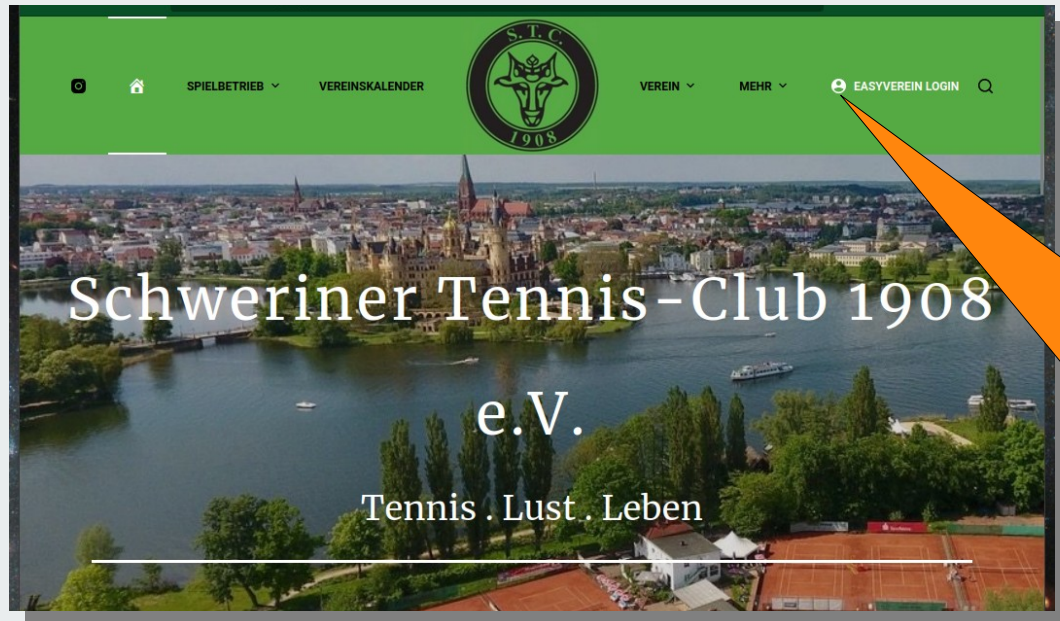 S.T.C.
SPIELBETRIEB VEREINSKALENDER VEREIN MEHR EASYVEREIN LOGIN
1908
Schweriner Tennis-Club 1908
e.V.
Tennis . Lust . Leben